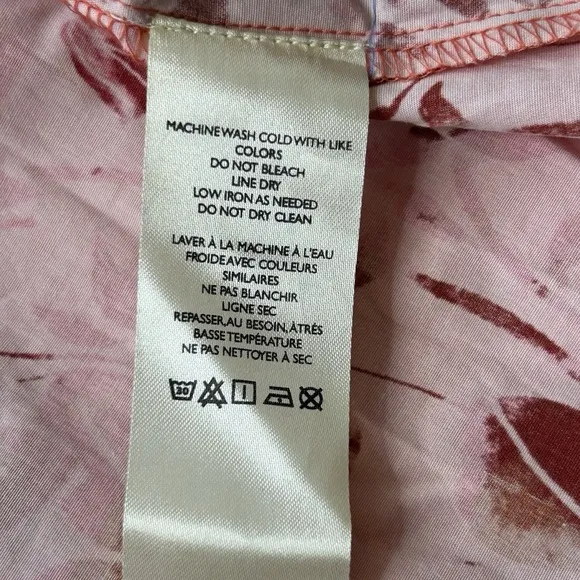 MACHINE WASH COLD WITH LIKE
COLORS
DO NOT BLEACH
LINE DRY
LOW IRON AS NEEDED
DO NOT DRY CLEAN
LAVER À LA MACHINE À L'EAU
FROIDE AVEC COULEURS
SIMILAIRES
NE PAS BLANCHIR
LIGNE SEC
REPASSER, AU BESOIN, À TRÉS
BASSE TEMPÉRATURE
NE PAS NETTOYER À SEC
30